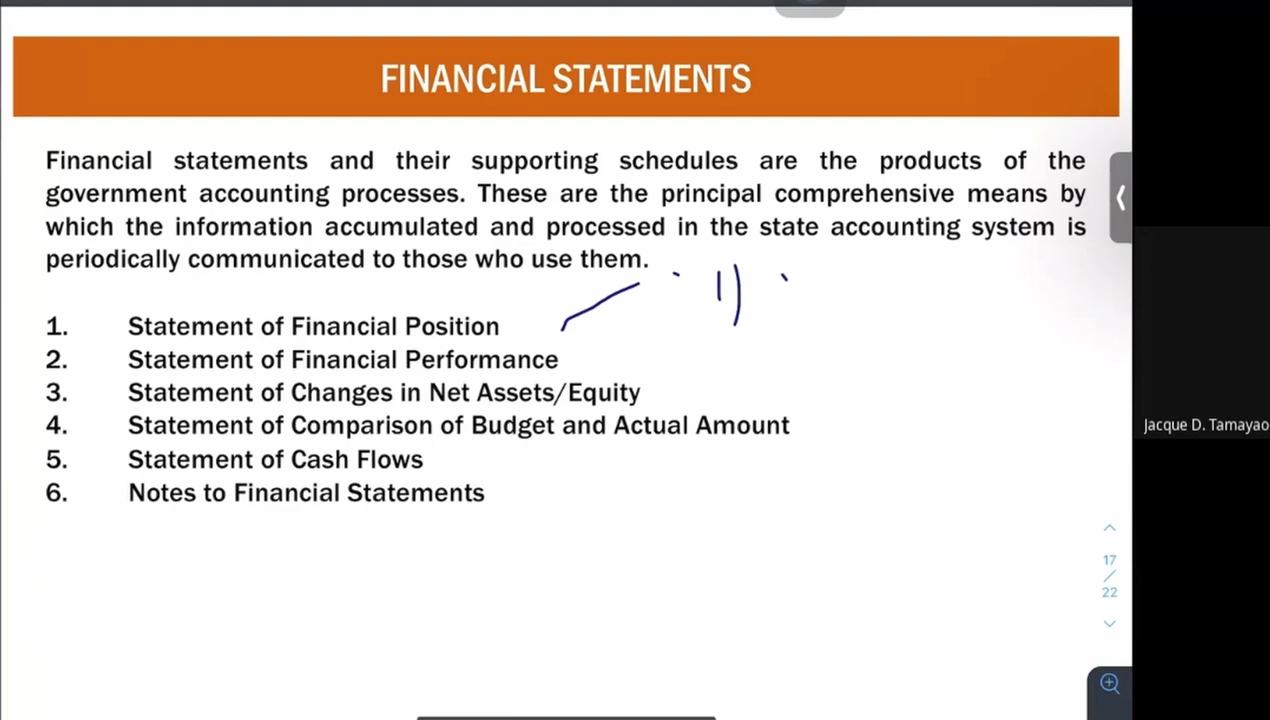 FINANCIAL STATEMENTS
Financial statements and their supporting schedules are the products of the
government accounting processes. These are the principal comprehensive means by
which the information accumulated and processed in the state accounting system is
periodically communicated to those who use them.
1)
1. Statement of Financial Position
2. Statement of Financial Performance
3. Statement of Changes in Net Assets/Equity
4. Statement of Comparison of Budget and Actual Amount
5. Statement of Cash Flows
6. Notes to Financial Statements
Jacque D. Tamayao
17
/
22